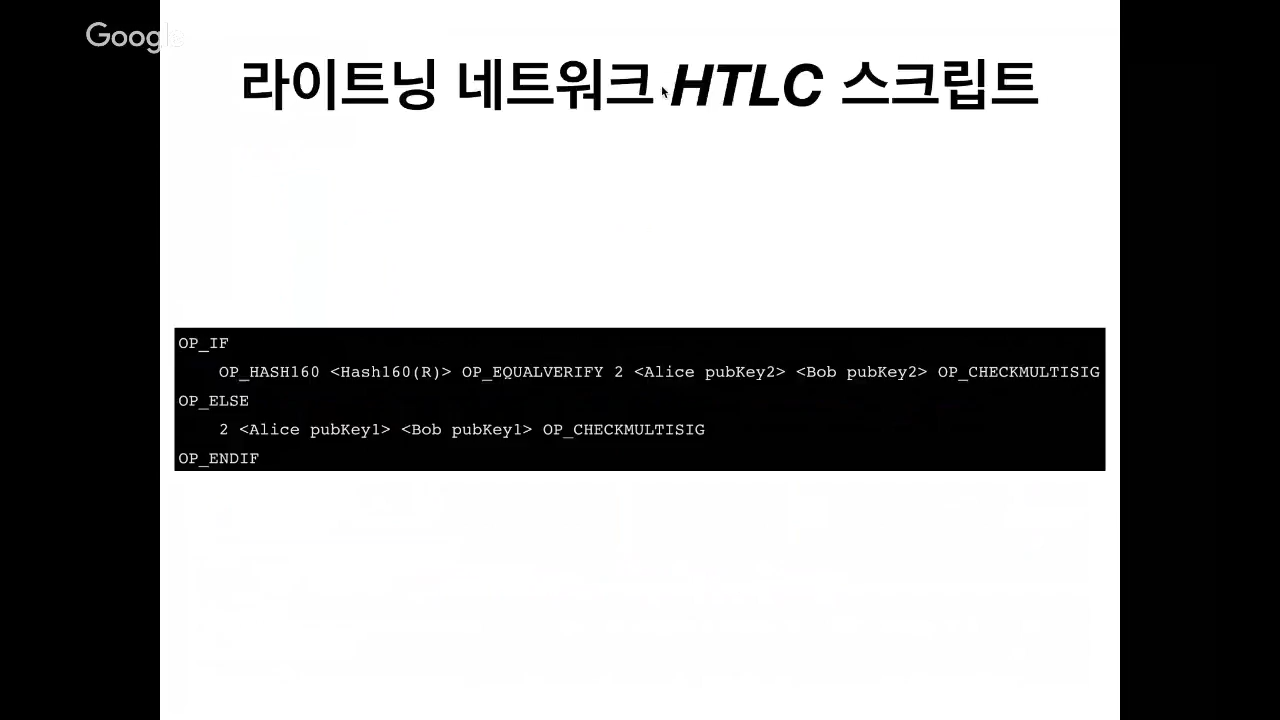 Google
라이트닝 네트워크 HTLC 스크립트
OP_IF
OP_HASH160 <Hash160(R)> OP_EQUALVERIFY 2 <Alice pubKey2> <Bob pubKey2> OP_CHECKMULTISIG
OP_ELSE
2 <Alice pubKey1> <Bob pubKey1> OP_CHECKMULTISIG
OP_ENDIF